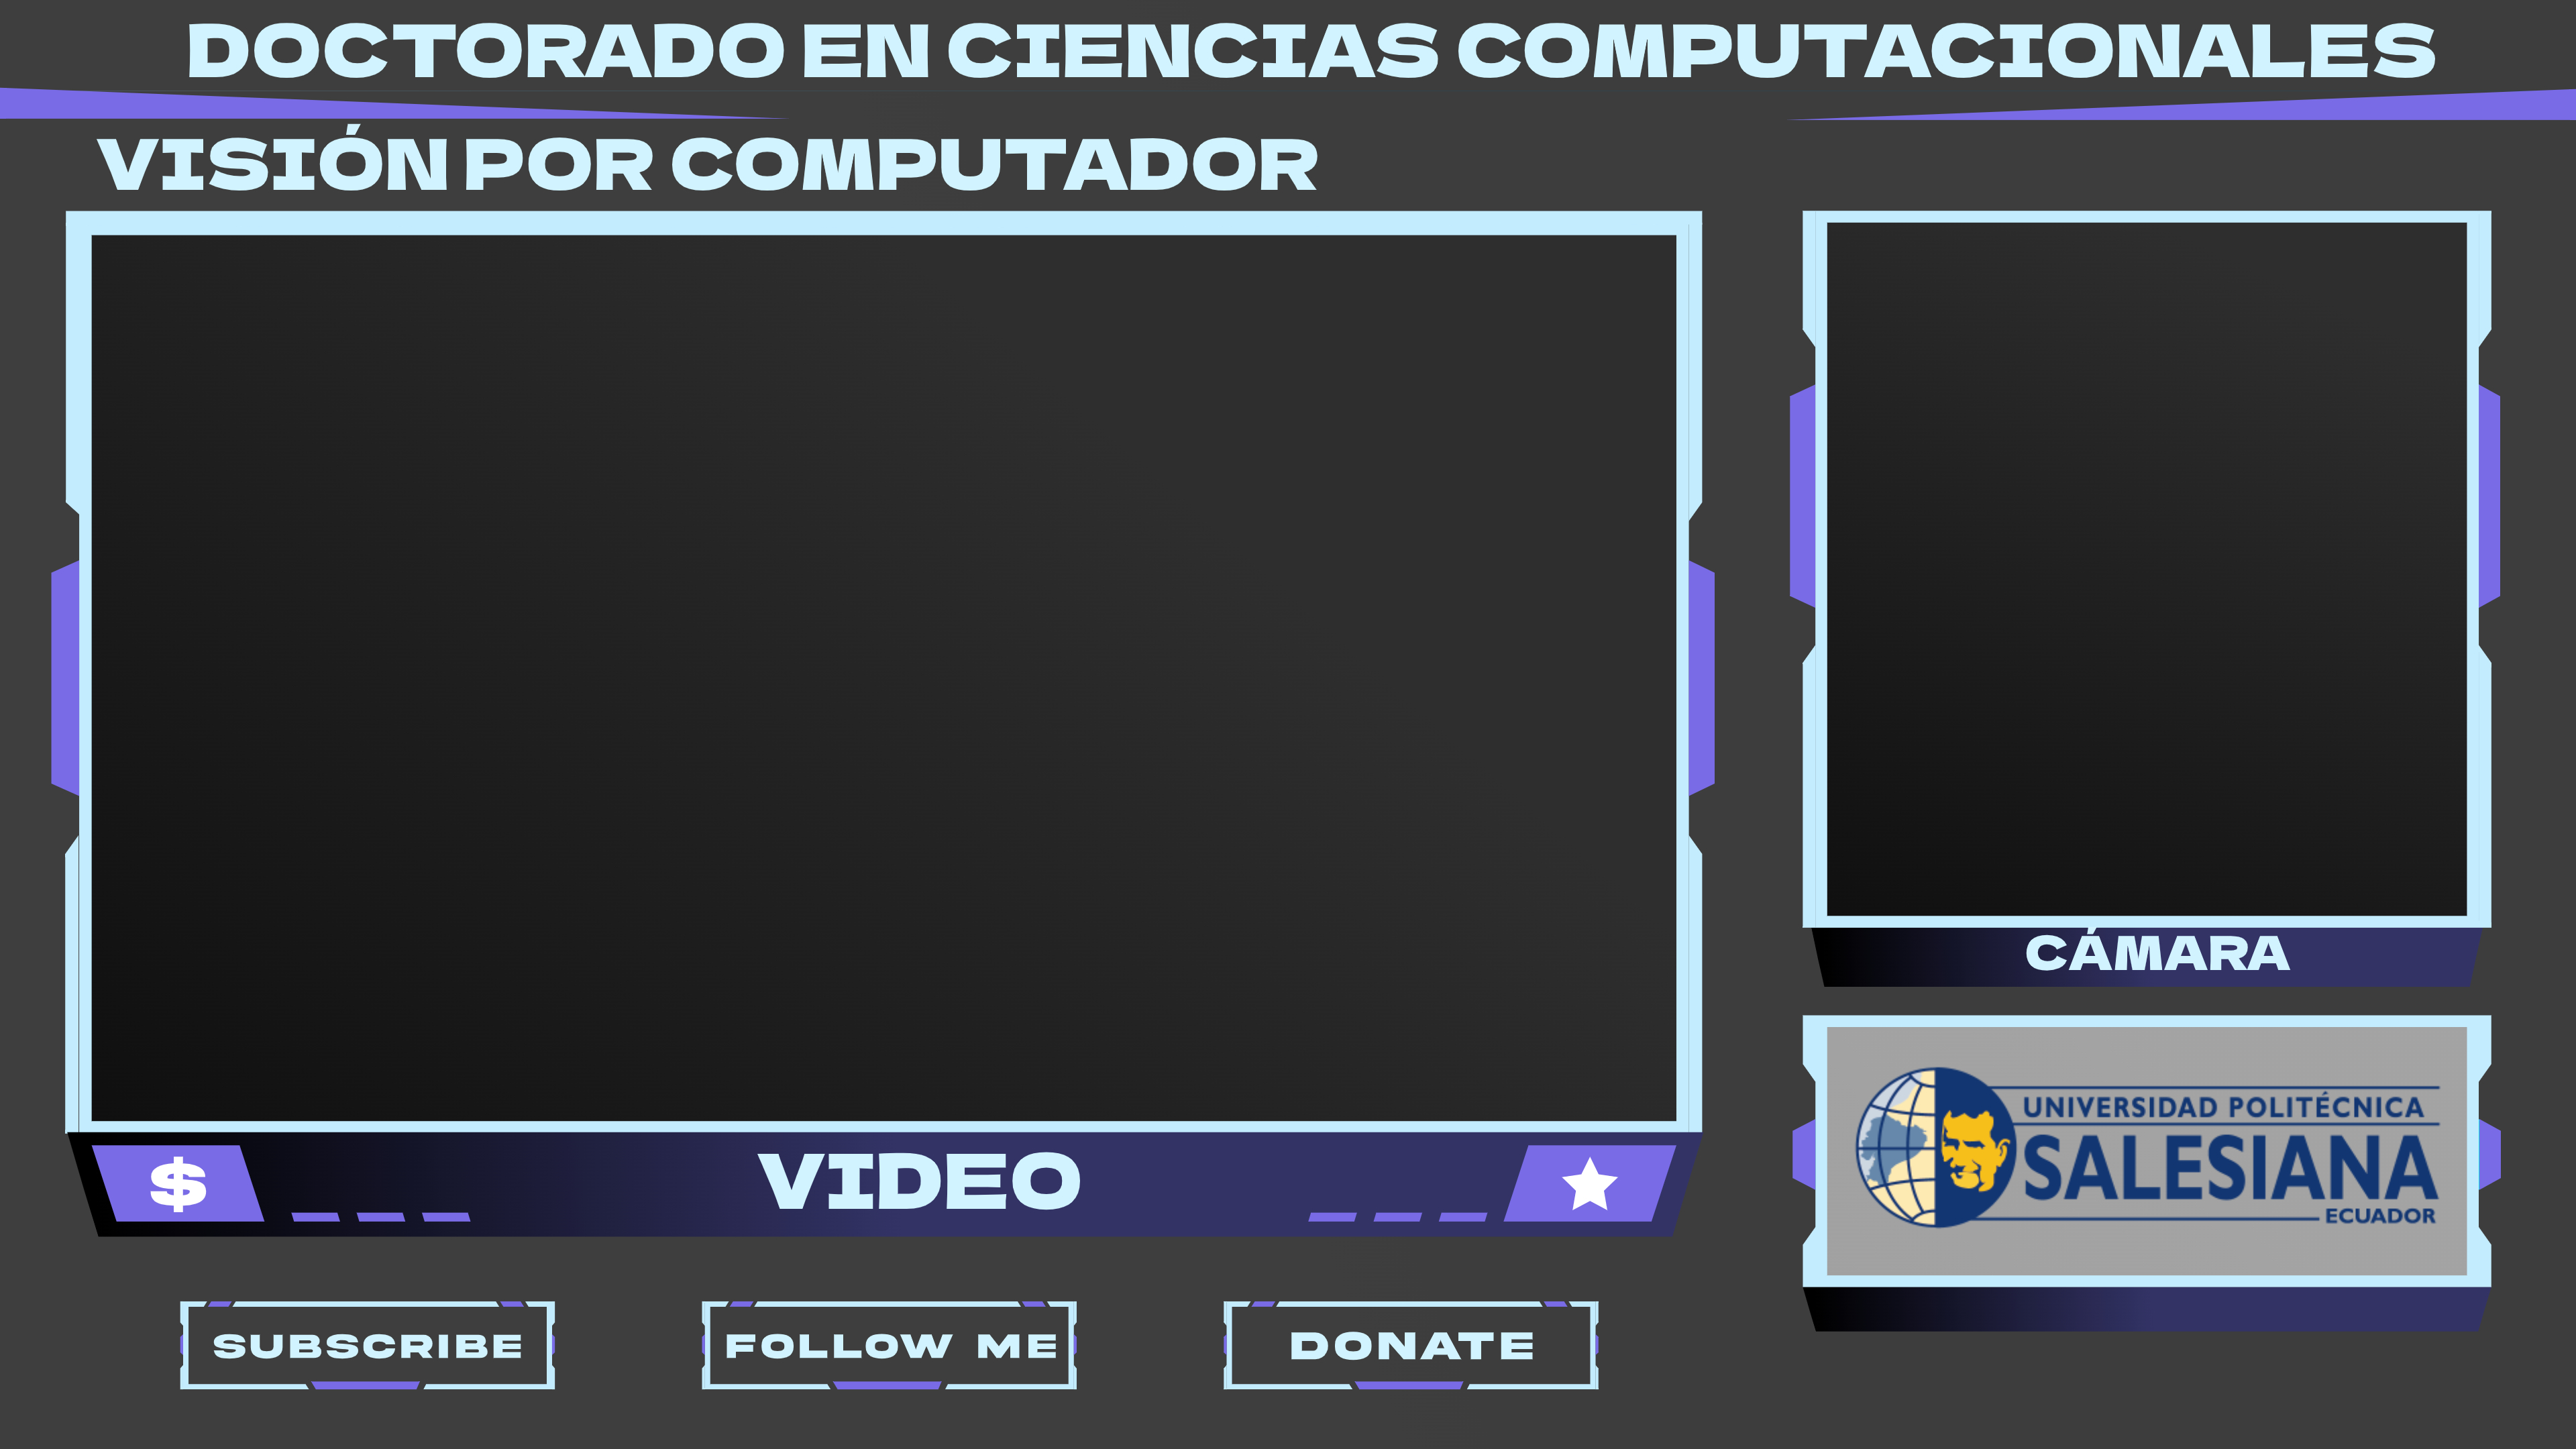 DOCTORADO EN CIENCIAS COMPUTACIONALES
VISIÓN POR COMPUTADOR
CÁMARA
UNIVERSIDAD POLITÉCNICA
SALESIANA
ECUADOR
$
VIDEO
SUBSCRIBE
FOLLOW ME
DONATE